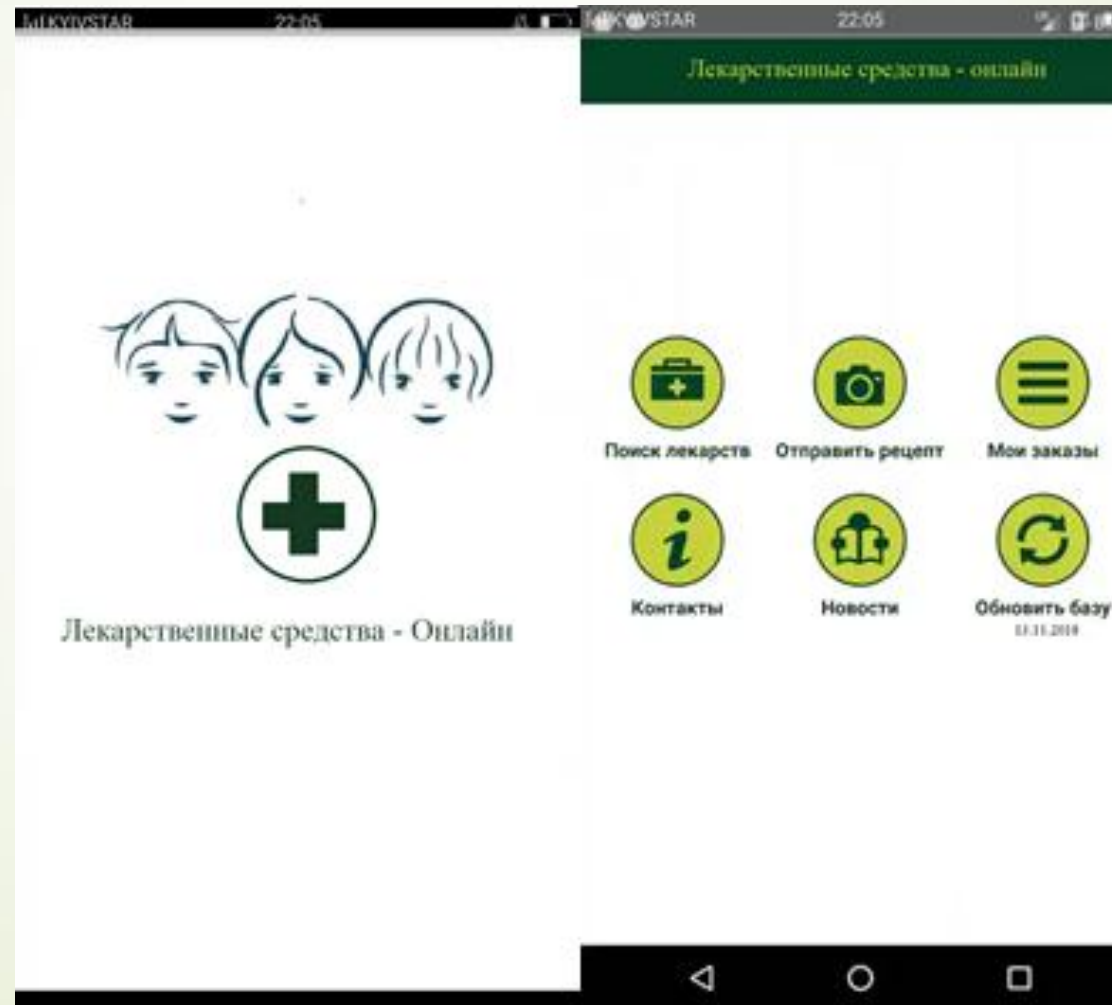 KYIVSTAR
22:05
Лекарственные средства - Онлайн
22:05
Лекарственные средства - онлайн
Поиск лекарств
Отправить рецепт
Мои заказы
Контакты
Новости
Обновить базу